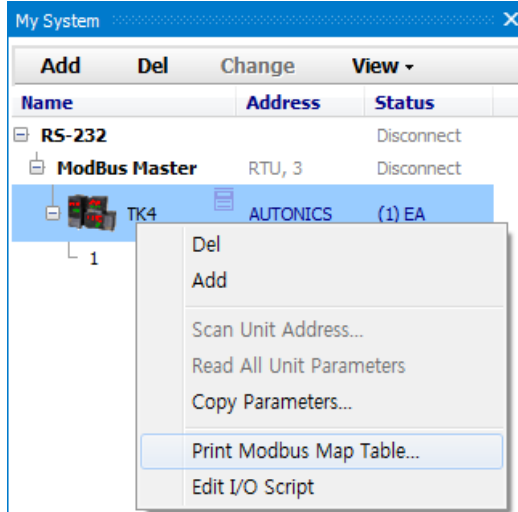 My System
Add Del Change View
Name Address Status
RS-232 Disconnect
ModBus Master RTU, 3 Disconnect
TK4 AUTONICS (1) EA
1
Del
Add
Scan Unit Address...
Read All Unit Parameters
Copy Parameters...
Print Modbus Map Table...
Edit I/O Script